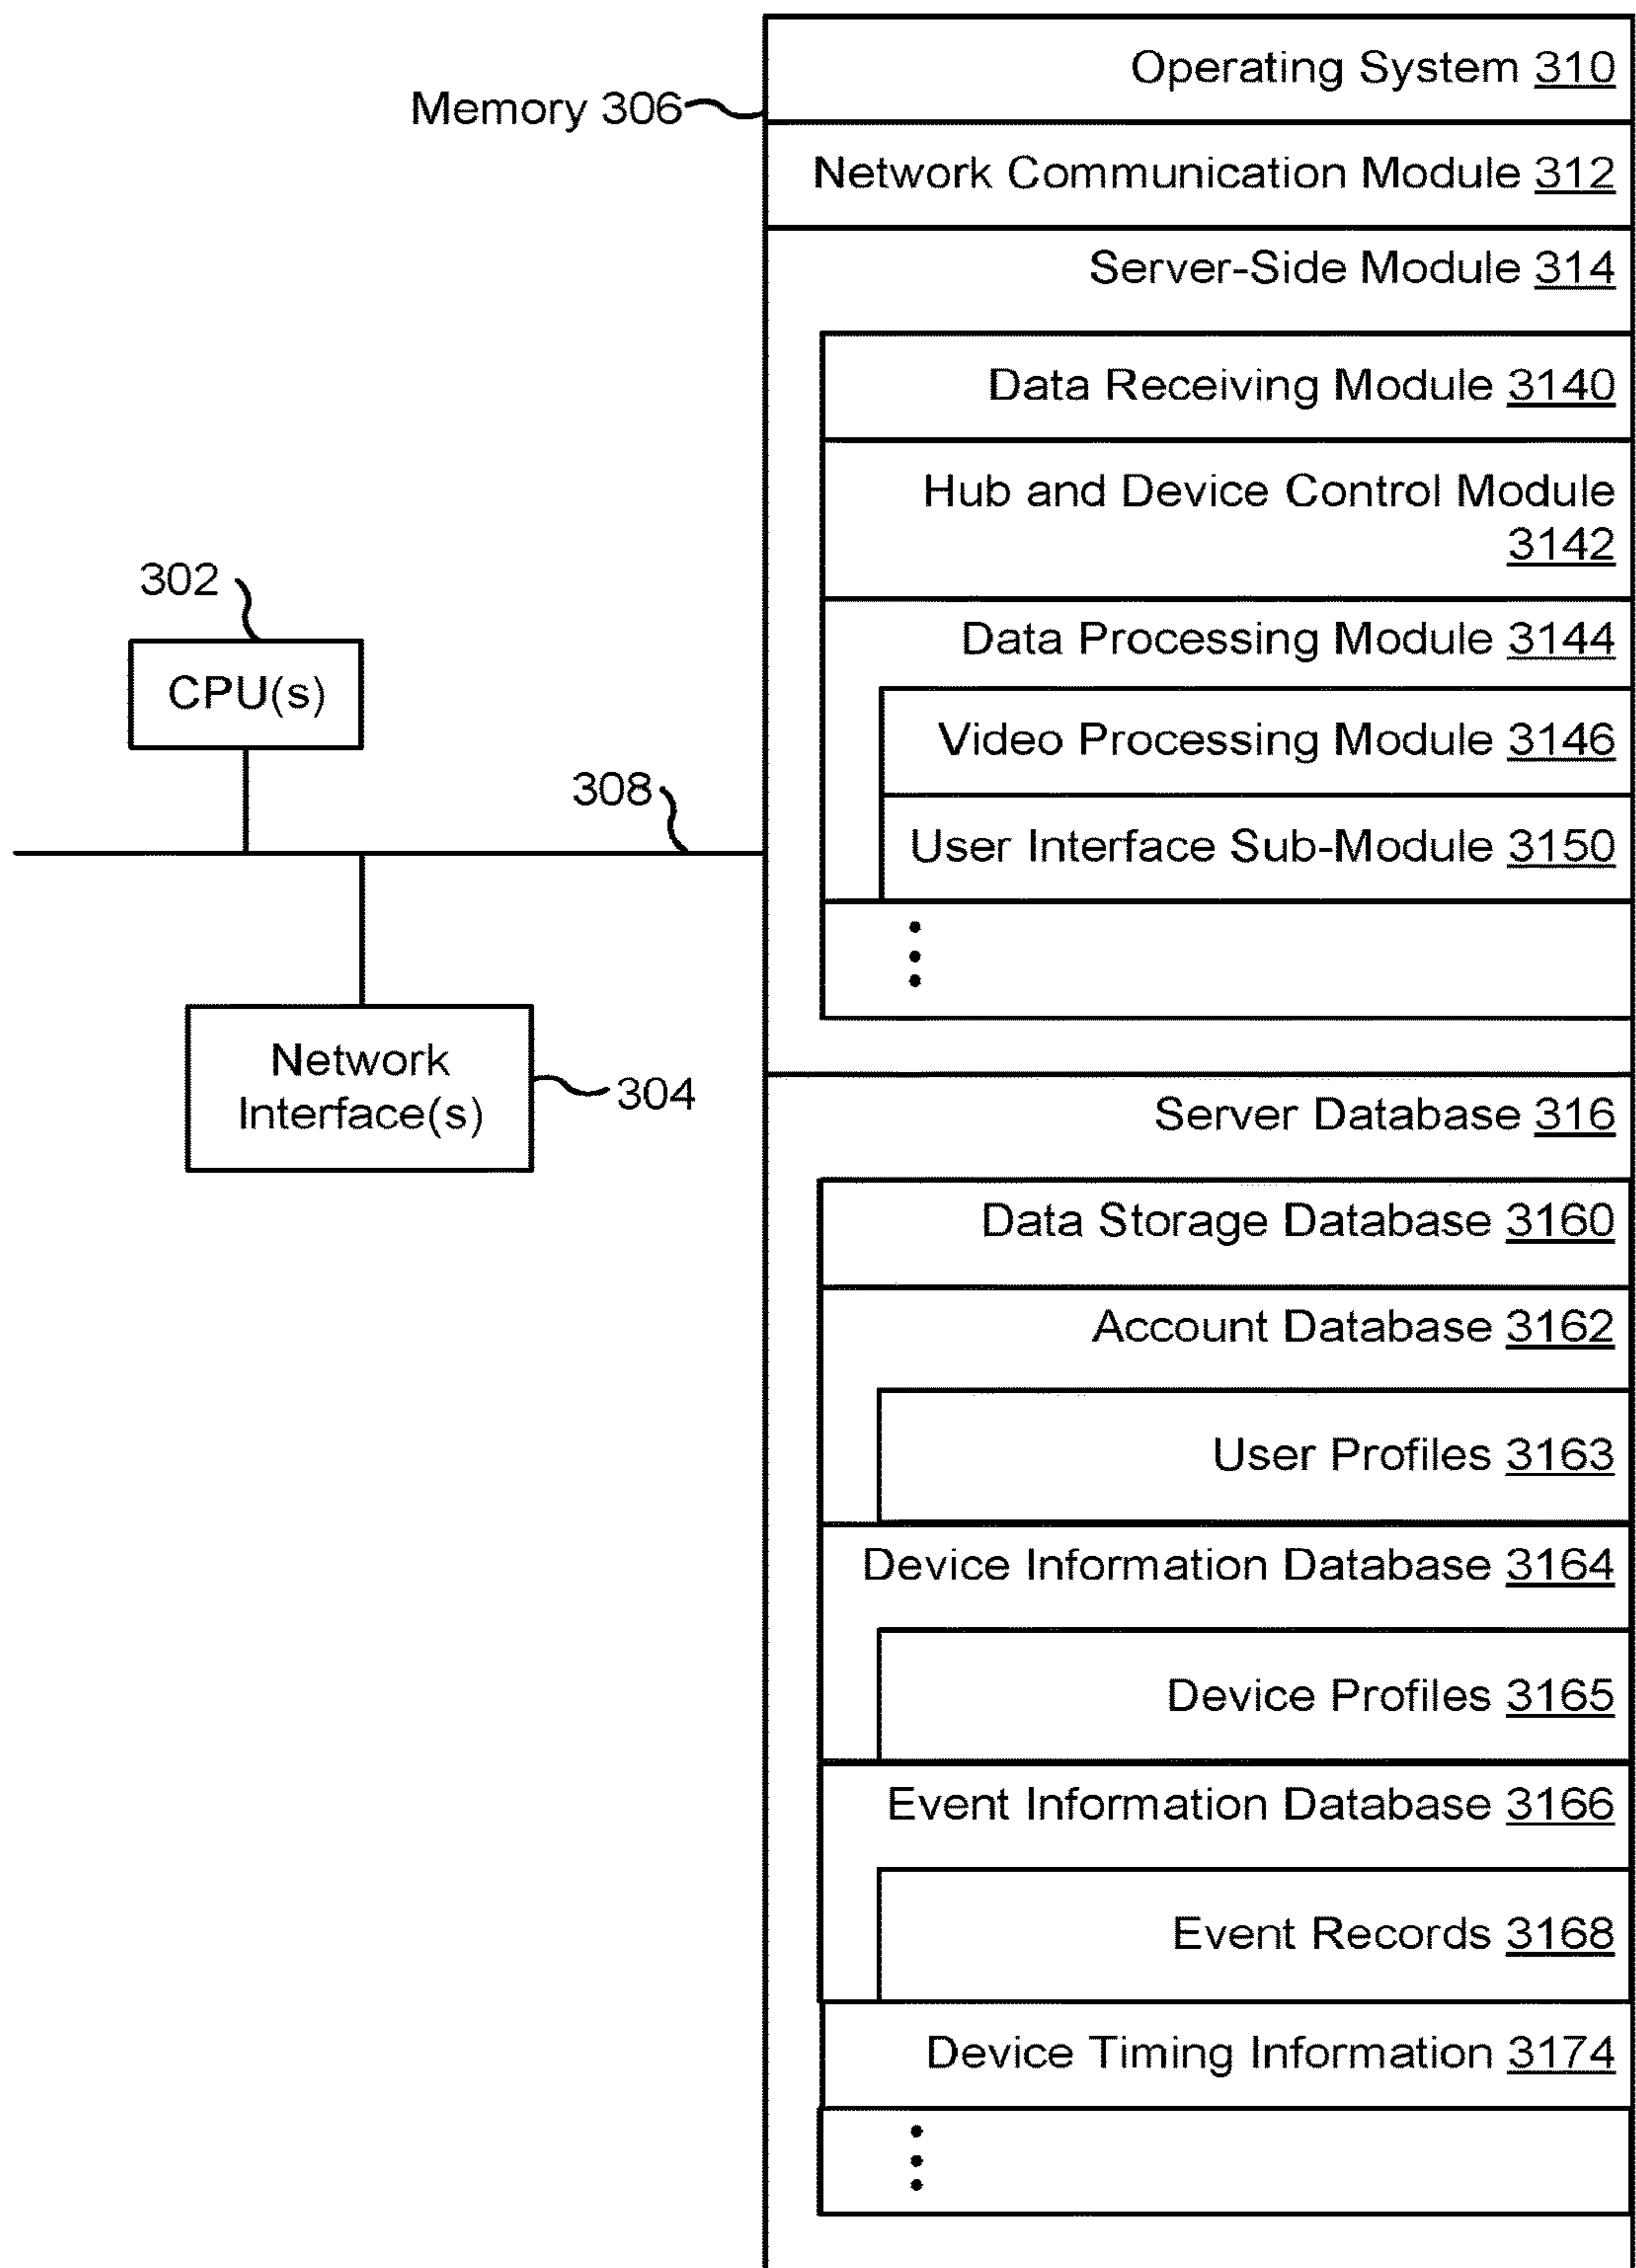 Operating System 310
Memory 306
Network Communication Module 312
Server-Side Module 314
Data Receiving Module 3140
Hub and Device Control Module
3142
302
CPU(s)
Data Processing Module 3144
Video Processing Module 3146
308
User Interface Sub-Module 3150
Network
Interface(s)
304
Server Database 316
Data Storage Database 3160
Account Database 3162
User Profiles 3163
Device Information Database 3164
Device Profiles 3165
Event Information Database 3166
Event Records 3168
Device Timing Information 3174